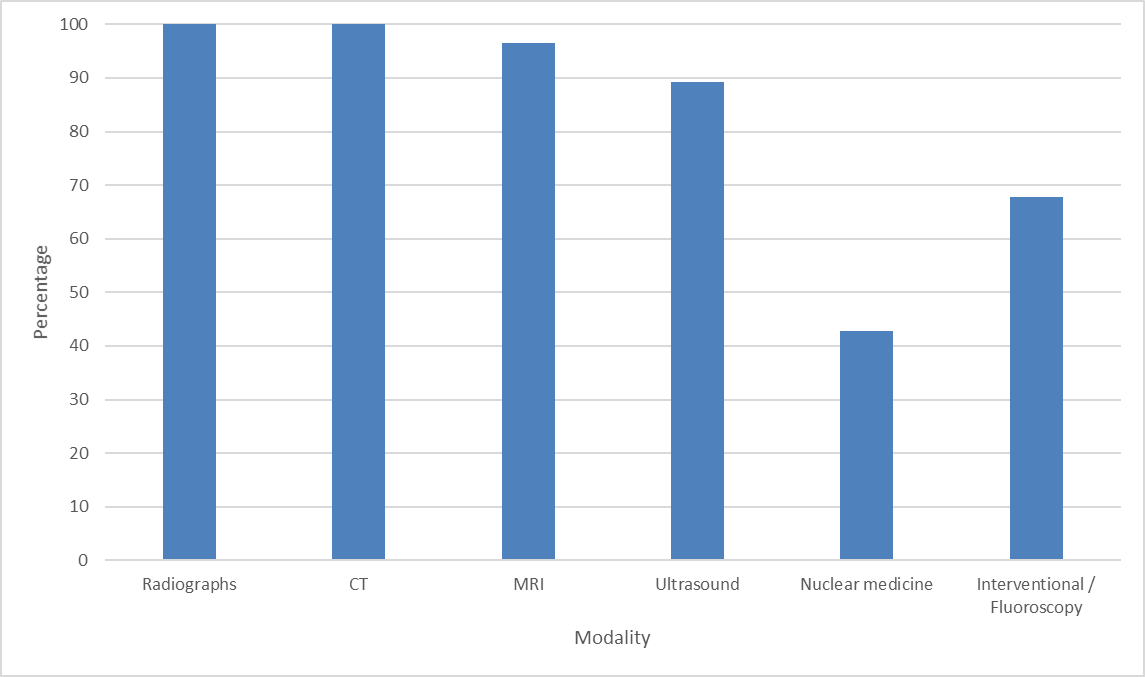 100
90
80
70
60
50
40
30
20
10
0
Percentage
Radiographs
CT
MRI
Ultrasound
Nuclear medicine
Interventional /
Fluoroscopy
Modality